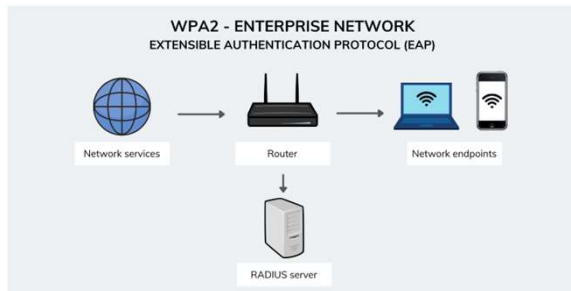 WPA2 - ENTERPRISE NETWORK
EXTENSIBLE AUTHENTICATION PROTOCOL (EAP)
Network services
Router
Network endpoints
RADIUS server